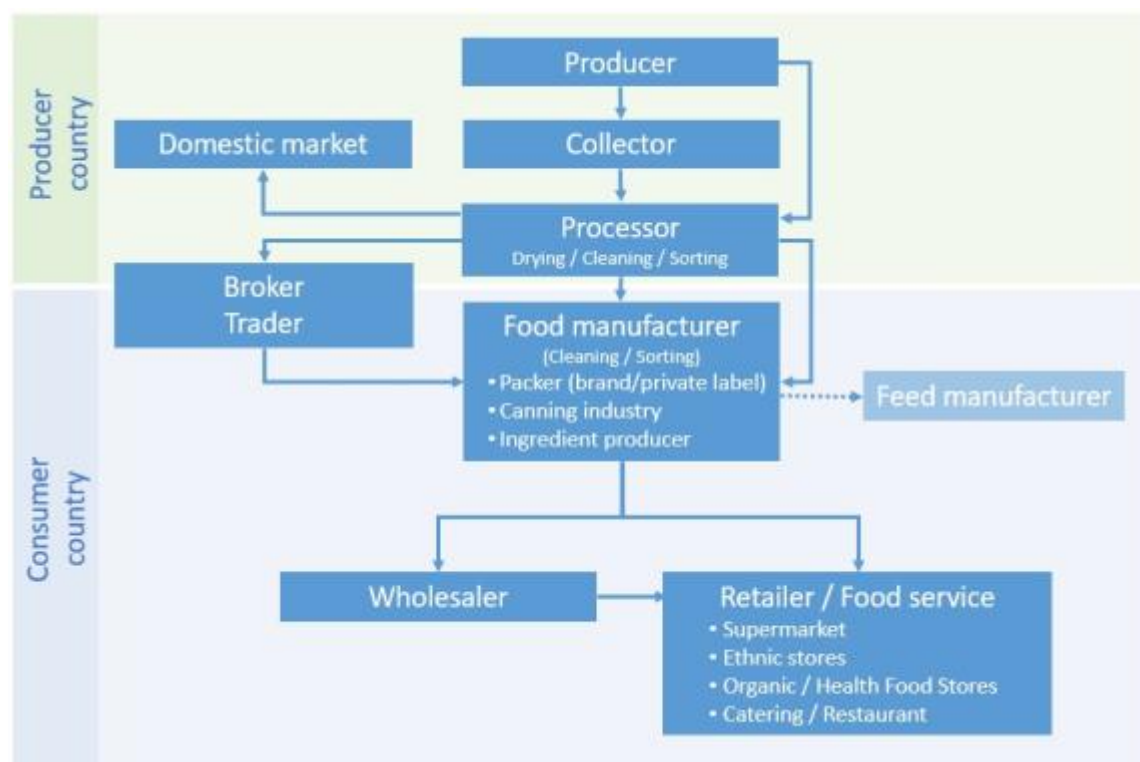 Producer
country
Producer
Collector
Domestic market
Processor
Drying / Cleaning / Sorting
Broker
Trader
Consumer
country
Food manufacturer
(Cleaning / Sorting)
• Packer (brand/private label)
• Canning industry
• Ingredient producer
Feed manufacturer
Wholesaler
Retailer / Food service
• Supermarket
• Ethnic stores
• Organic / Health Food Stores
• Catering / Restaurant